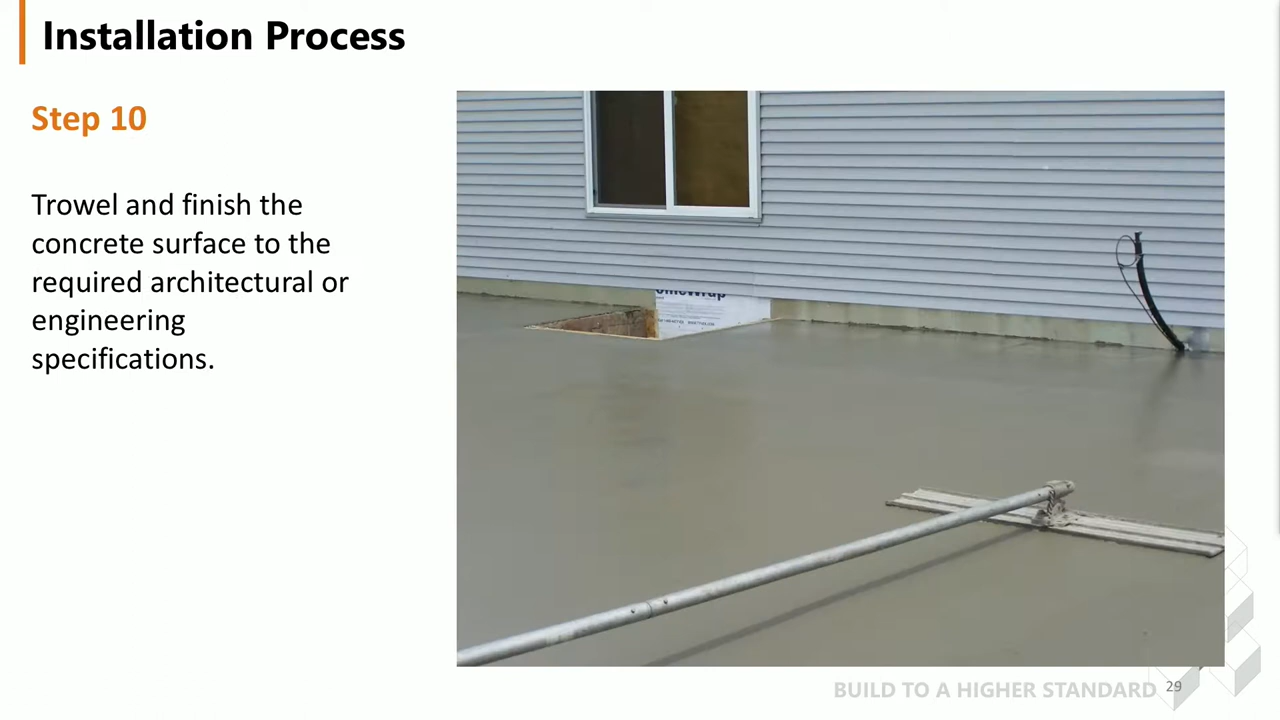 Installation Process
Step 10
Trowel and finish the
concrete surface to the
required architectural or
engineering
specifications.
BUILD TO A HIGHER STANDARD
29